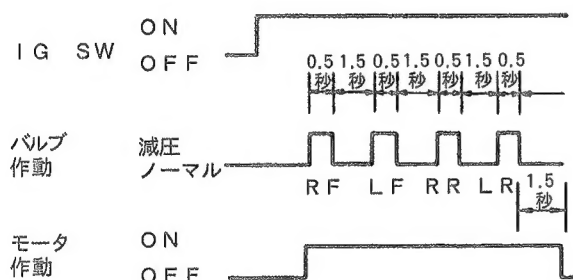 ON
IG SW
OFF
0.5 1.5 0.5 1.5 0.5 1.5 0.5
秒 秒 秒 秒 秒 秒 秒
バルブ 減圧
作動 ノーマル
RF LF RR LR 1.5
秒
モータ ON
作動 OFF